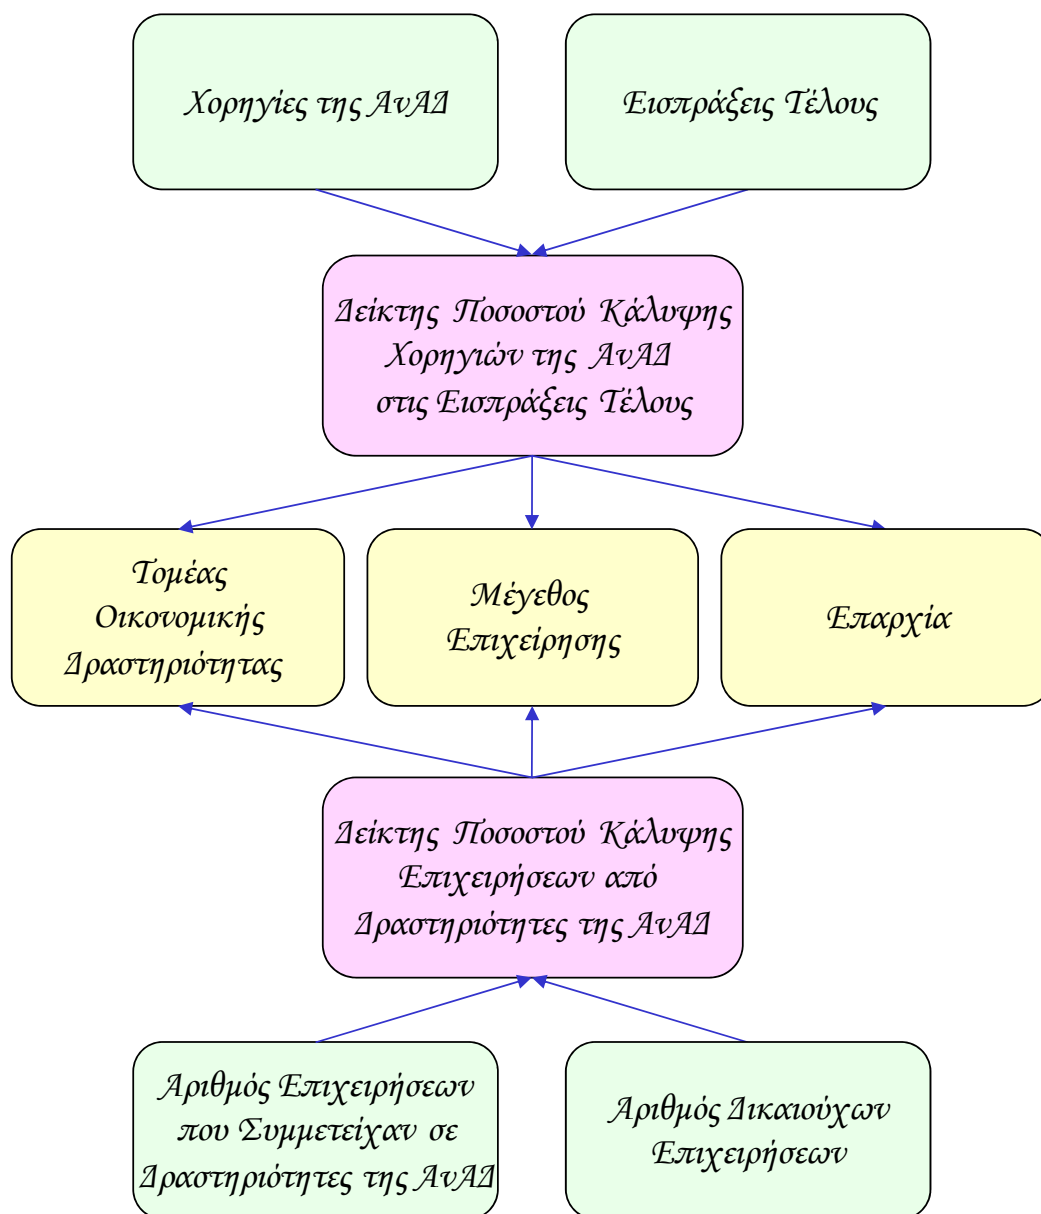 Χορηγίες της ΑνΑΔ
Εισπράξεις Τέλους
Δείκτης Ποσοστού Κάλυψης
Χορηγιών της ΑνΑΔ
στις Εισπράξεις Τέλους
Τομέας
Οικονομικής
Δραστηριότητας
Μέγεθος
Επιχείρησης
Επαρχία
Δείκτης Ποσοστού Κάλυψης
Επιχειρήσεων από
Δραστηριότητες της ΑνΑΔ
Αριθμός Επιχειρήσεων
που Συμμετείχαν σε
Δραστηριότητες της ΑνΑΔ
Αριθμός Δικαιούχων
Επιχειρήσεων